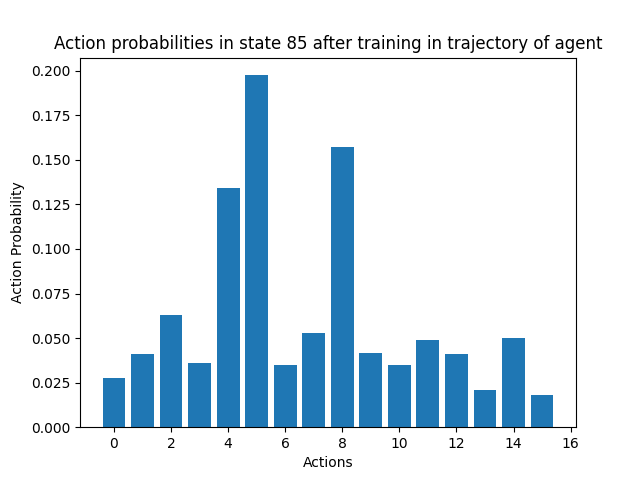 Action probabilities in state 85 after training in trajectory of agent
0.200
0.175
0.150
0.125
0.100
0.075
0.050
0.025
0.000
Action Probability
0 2 4 6 8 10 12 14 16
Actions